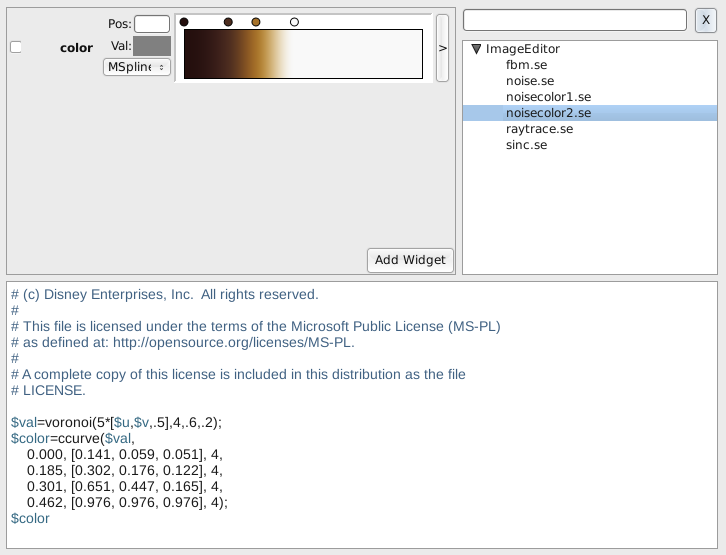 Pos:
color
Val:
MSpline
>
Add Widget
X
ImageEditor
fbm.se
noise.se
noisecolor1.se
noisecolor2.se
raytrace.se
sinc.se
# (c) Disney Enterprises, Inc.  All rights reserved.
#
# This file is licensed under the terms of the Microsoft Public License (MS-PL)
# as defined at: http://opensource.org/licenses/MS-PL.
#
# A complete copy of this license is included in this distribution as the file
# LICENSE.
$val=voronoi(5*[$u,$v,.5],4,.6,.2);
$color=ccurve($val,
    0.000, [0.141, 0.059, 0.051], 4,
    0.185, [0.302, 0.176, 0.122], 4,
    0.301, [0.651, 0.447, 0.165], 4,
    0.462, [0.976, 0.976, 0.976], 4);
$color